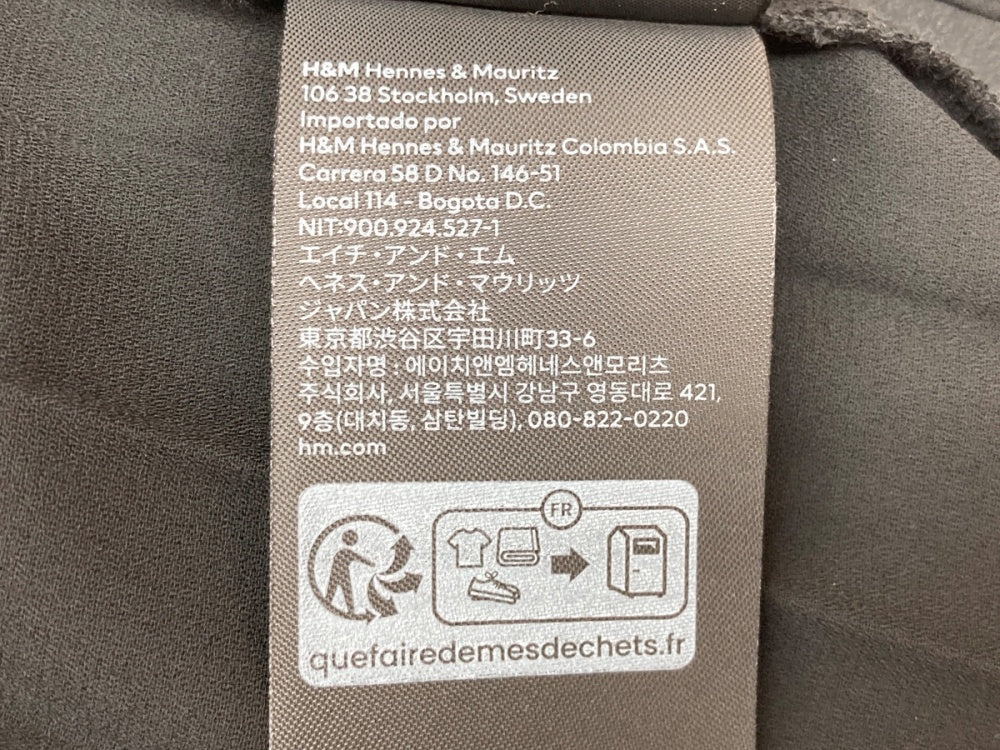 H&M Hennes & Mauritz
106 38 Stockholm, Sweden
Importado por
H&M Hennes & Mauritz Colombia S.A.S.
Carrera 58 D No. 146-51
Local 114 - Bogota D.C.
NIT:900.924.527-1
エイチ・アンド・エム
ヘネス・アンド・マウリッツ
ジャパン株式会社
東京都渋谷区宇田川町33-6
수입자명 : 에이치앤엠헤네스앤모리츠
주식회사, 서울특별시 강남구 영동대로 421,
9층(대치동, 삼탄빌딩), 080-822-0220
hm.com
FR
quefairedemesdechets.fr